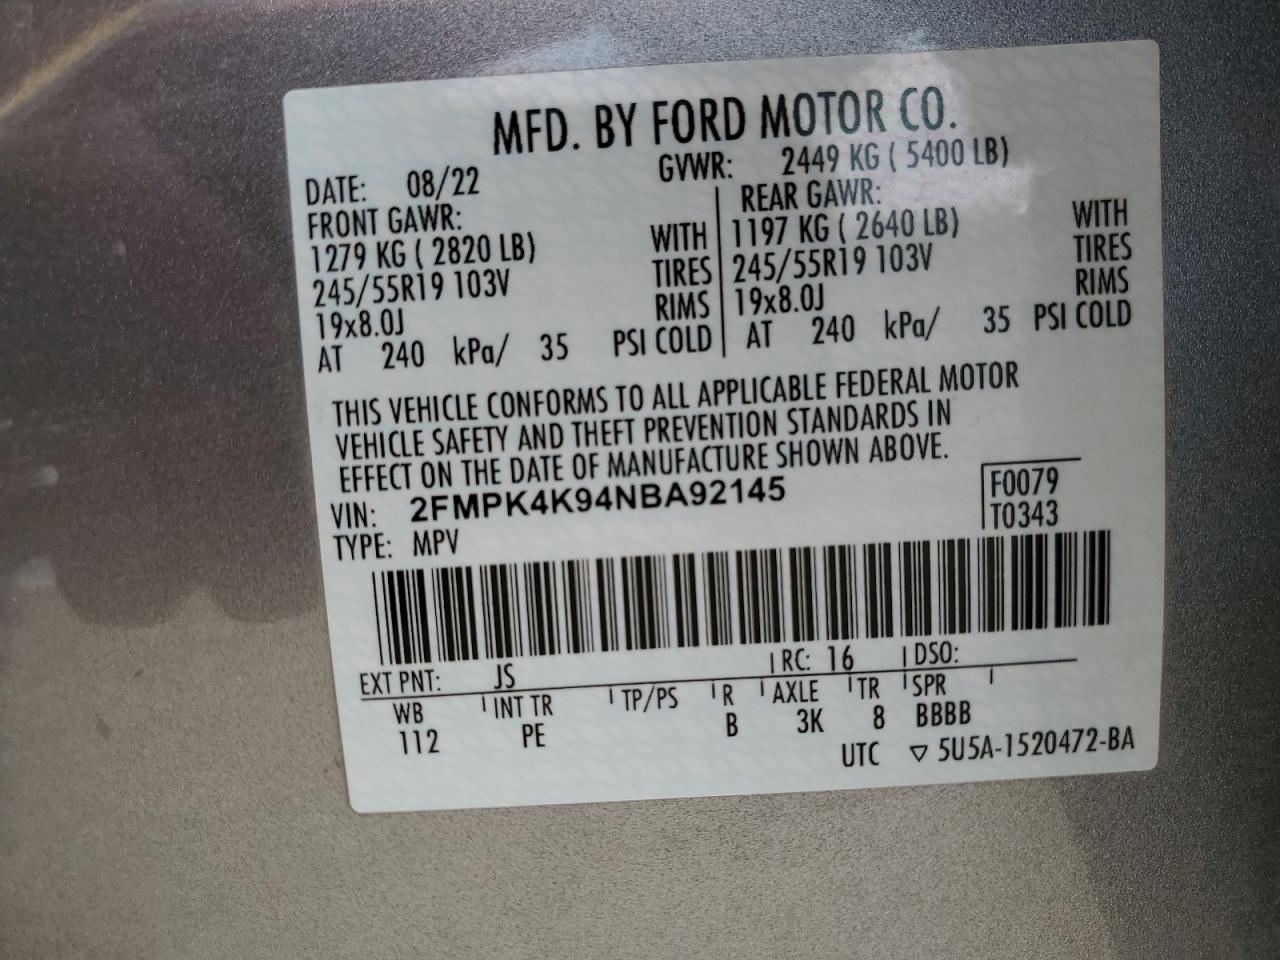 MFD. BY FORD MOTOR CO.
DATE: 08/22 GVWR: 2449 KG ( 5400 LB)
FRONT GAWR: REAR GAWR:
1279 KG ( 2820 LB) WITH 1197 KG ( 2640 LB) WITH
245/55R19 103V TIRES 245/55R19 103V TIRES
19x8.0J RIMS 19x8.0J RIMS
AT 240 kPa/ 35 PSI COLD AT 240 kPa/ 35 PSI COLD
THIS VEHICLE CONFORMS TO ALL APPLICABLE FEDERAL MOTOR
VEHICLE SAFETY AND THEFT PREVENTION STANDARDS IN
EFFECT ON THE DATE OF MANUFACTURE SHOWN ABOVE.
VIN: 2FMPK4K94NBA92145 F0079
TYPE: MPV T0343
EXT PNT: JS RC: 16 DSO:
WB INT TR TP/PS R AXLE TR SPR
112 PE B 3K 8 BBBB
UTC ▽ 5U5A-1520472-BA